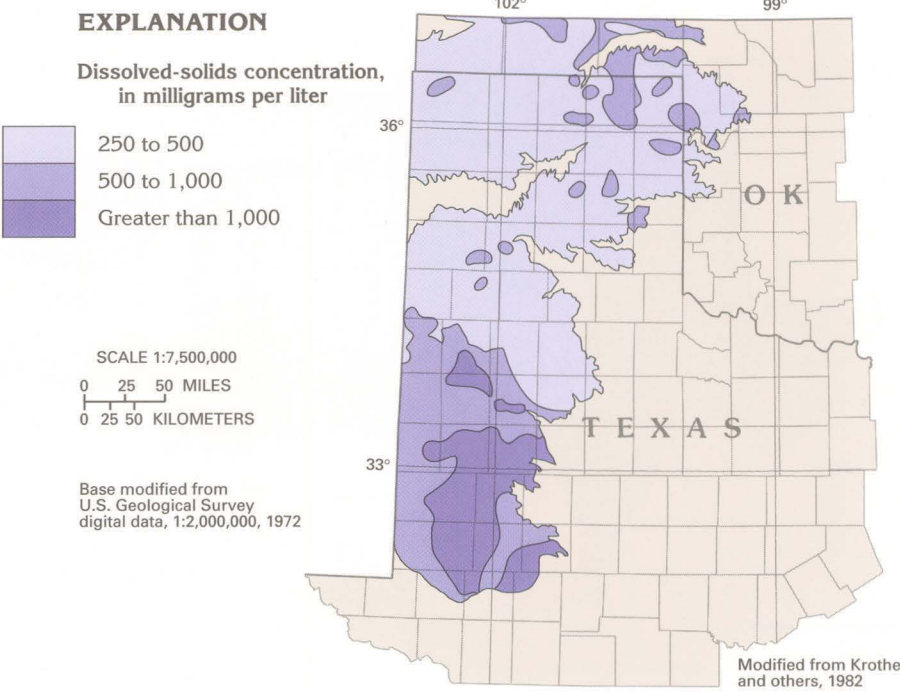 EXPLANATION
Dissolved-solids concentration,
in milligrams per liter
250 to 500
500 to 1,000
Greater than 1,000
SCALE 1:7,500,000
0 25 50 MILES
0 25 50 KILOMETERS
Base modified from
U.S. Geological Survey
digital data, 1:2,000,000, 1972
102°
99°
36°
33°
OK
TEXAS
Modified from Krothe
and others, 1982